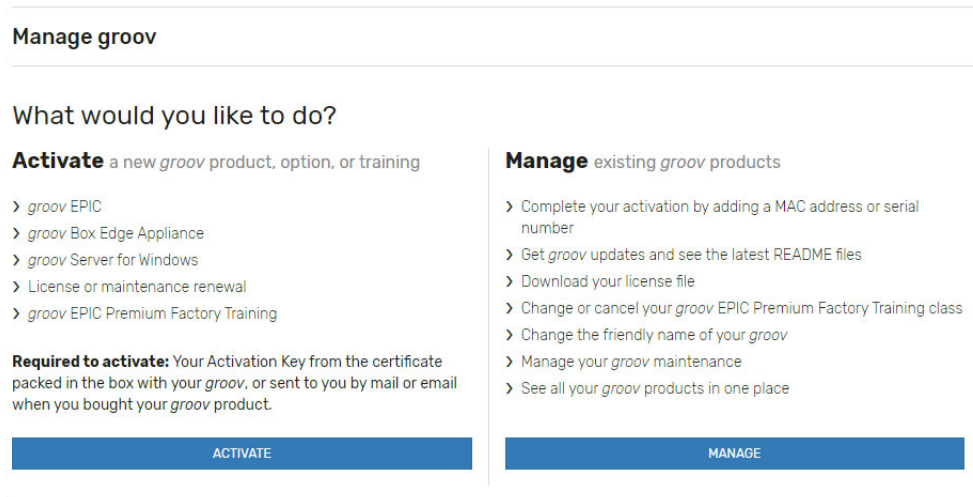 Manage groov
What would you like to do?
Activate a new groov product, option, or training
› groov EPIC
› groov Box Edge Appliance
› groov Server for Windows
› License or maintenance renewal
› groov EPIC Premium Factory Training
Required to activate: Your Activation Key from the certificate
packed in the box with your groov, or sent to you by mail or email
when you bought your groov product.
ACTIVATE
Manage existing groov products
› Complete your activation by adding a MAC address or serial
number
› Get groov updates and see the latest README files
› Download your license file
› Change or cancel your groov EPIC Premium Factory Training class
› Change the friendly name of your groov
› Manage your groov maintenance
› See all your groov products in one place
MANAGE